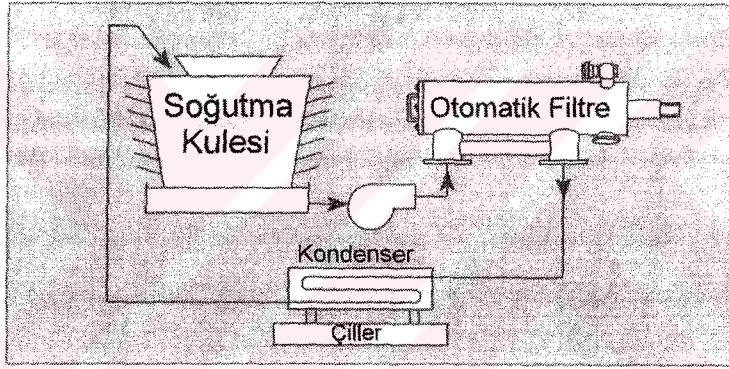 Soğutma
Kulesi
Otomatik Filtre
Kondenser
Çiller